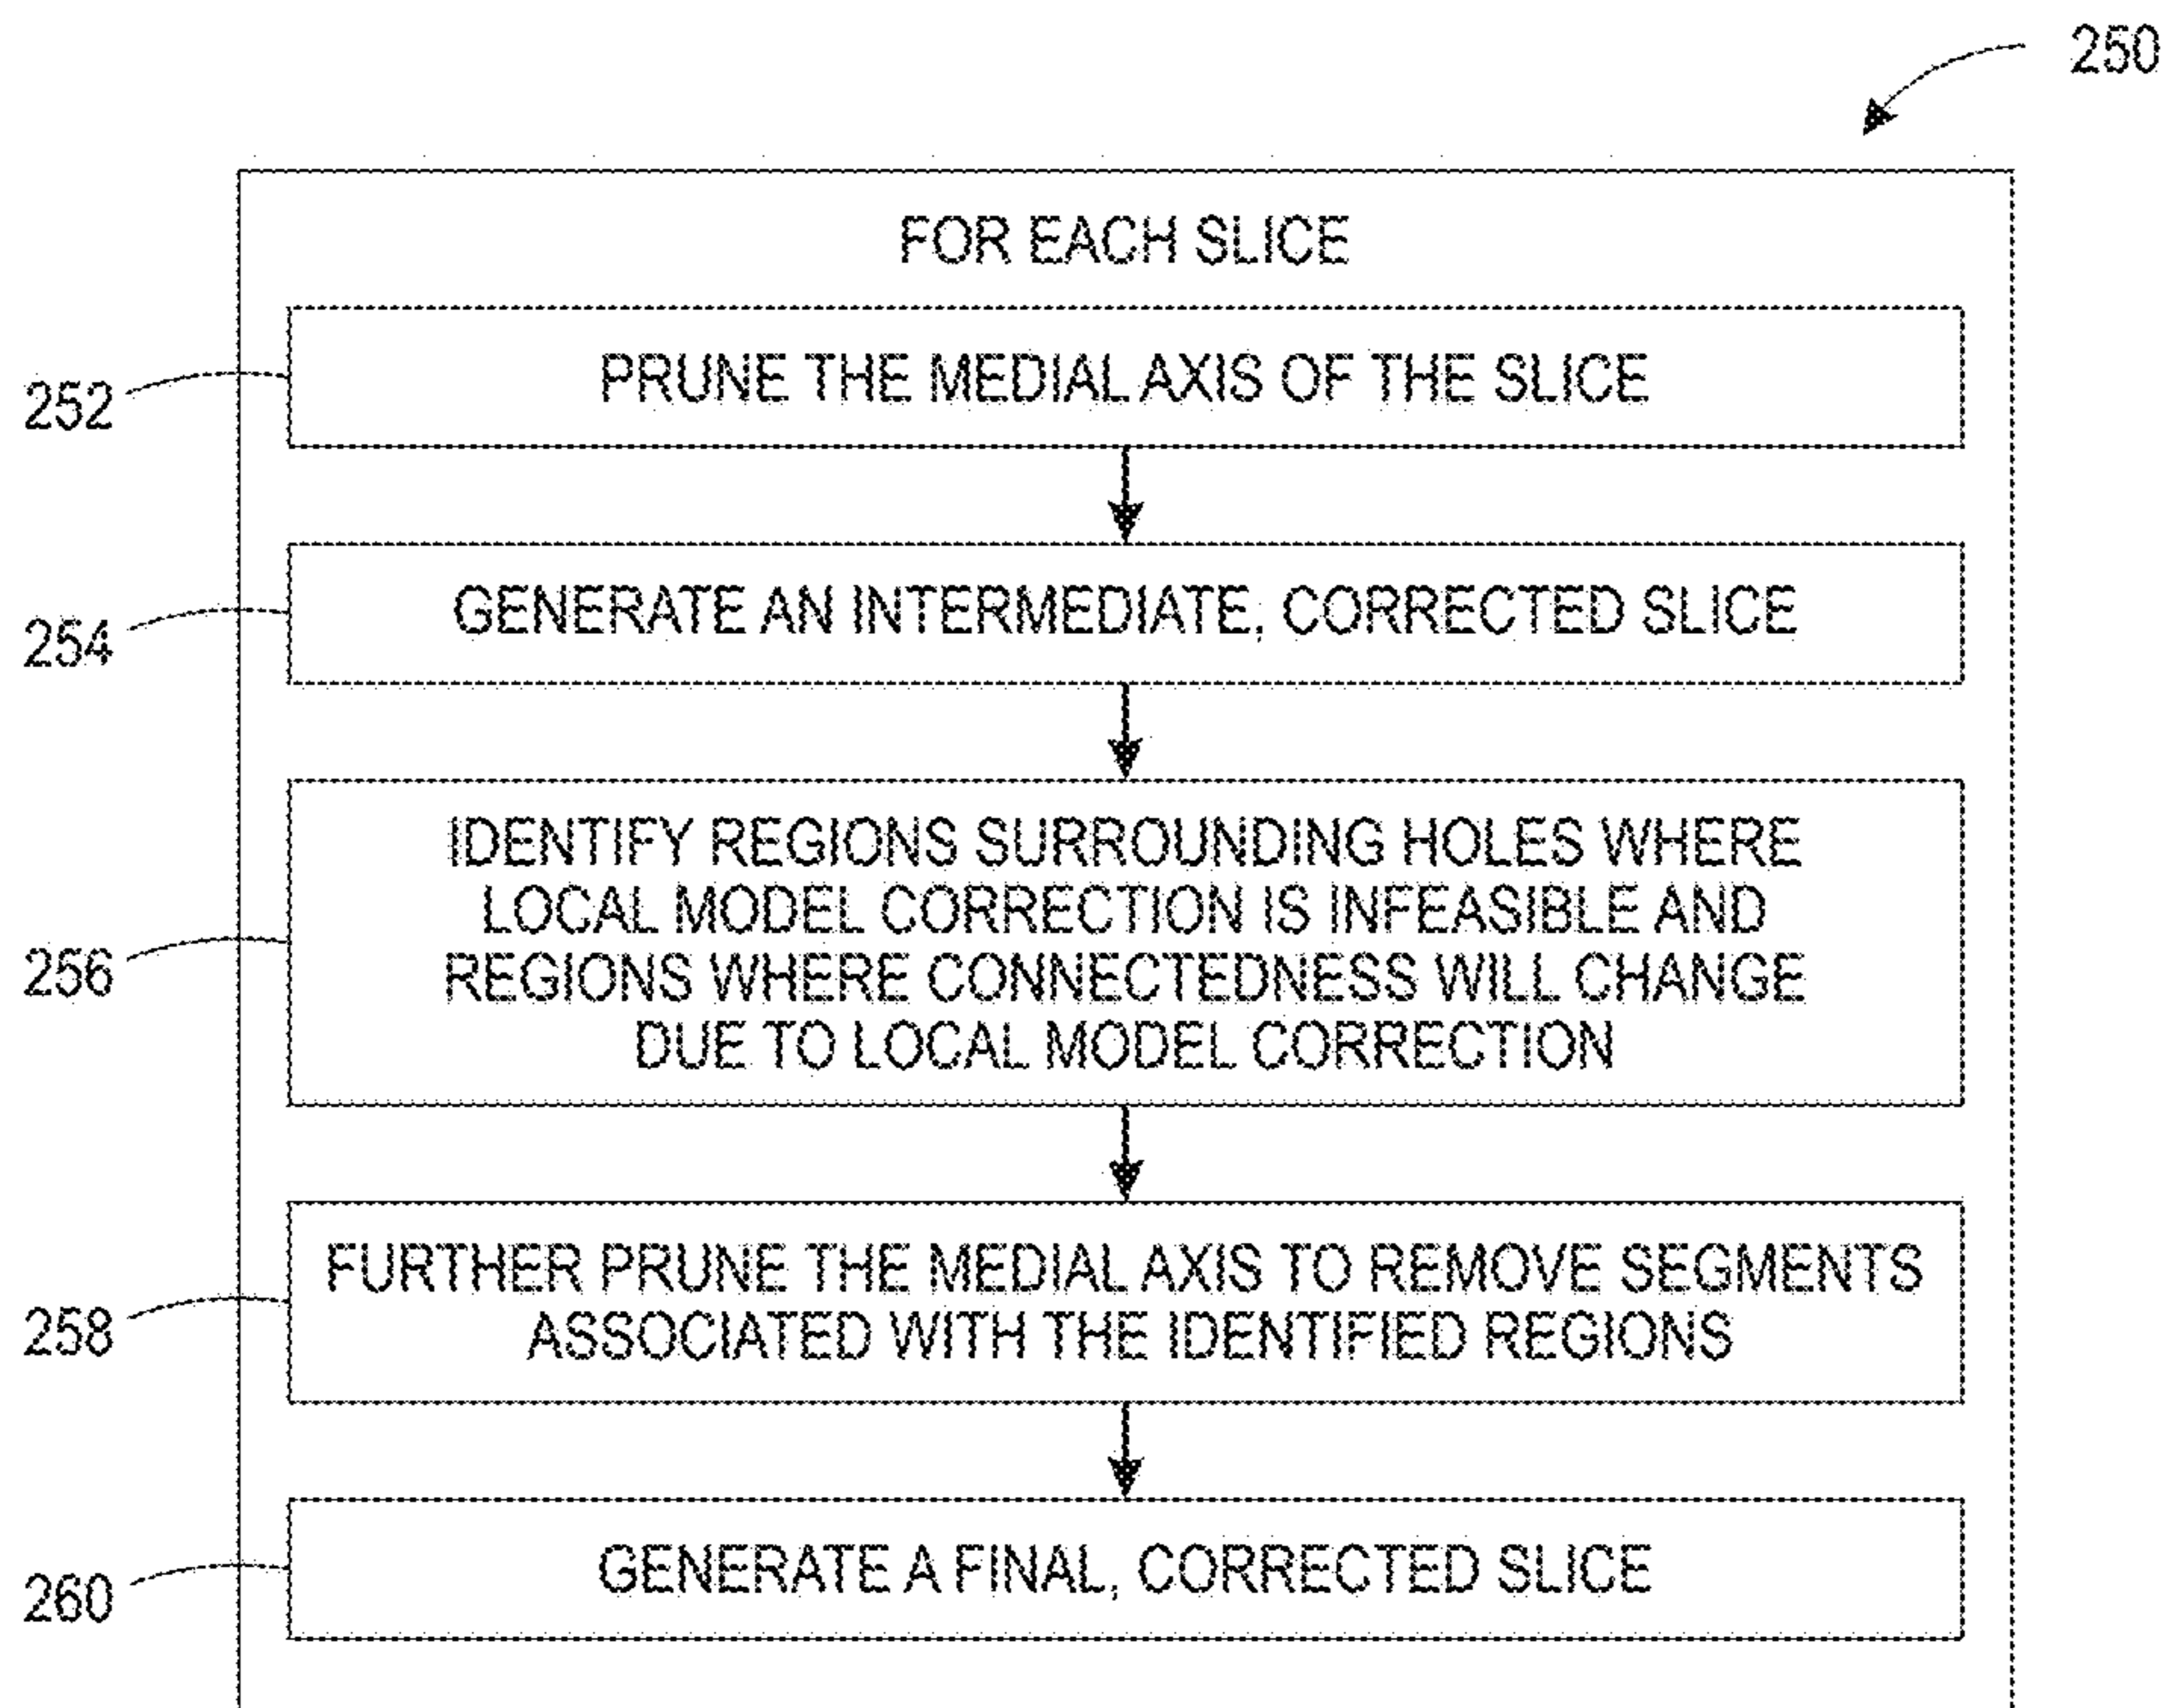 250
FOR EACH SLICE
252
PRUNE THE MEDIAL AXIS OF THE SLICE
254
GENERATE AN INTERMEDIATE, CORRECTED SLICE
256
IDENTIFY REGIONS SURROUNDING HOLES WHERE
LOCAL MODEL CORRECTION IS INFEASIBLE AND
REGIONS WHERE CONNECTEDNESS WILL CHANGE
DUE TO LOCAL MODEL CORRECTION
258
FURTHER PRUNE THE MEDIAL AXIS TO REMOVE SEGMENTS
ASSOCIATED WITH THE IDENTIFIED REGIONS
260
GENERATE A FINAL, CORRECTED SLICE